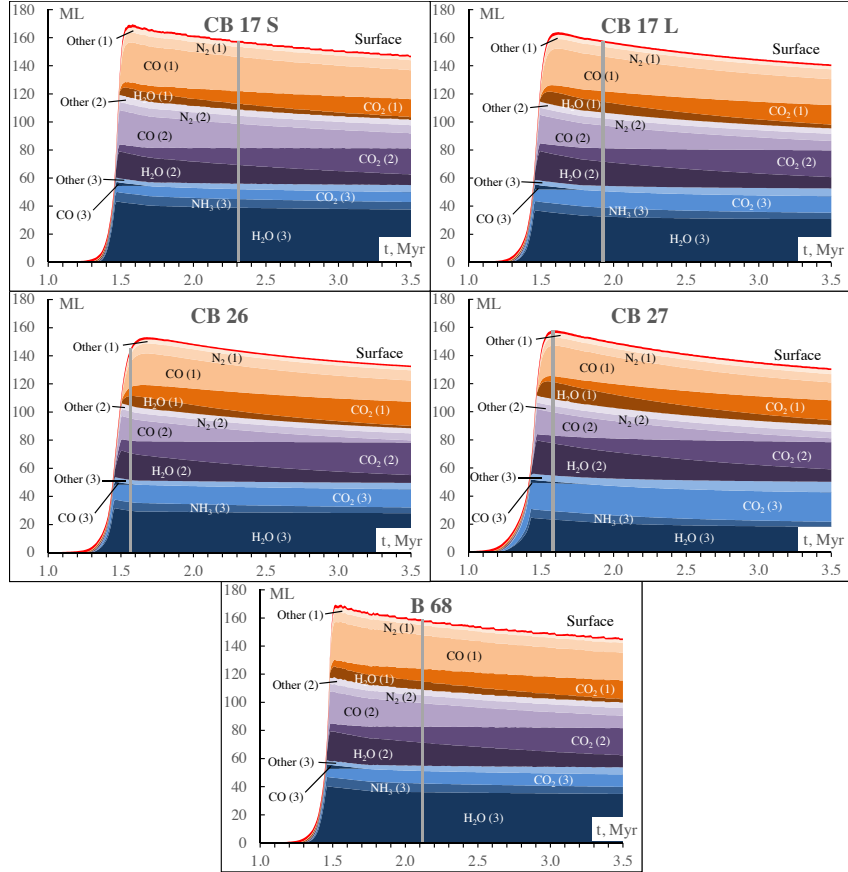 ML
CB 17 S
180
160
140
120
100
80
60
40
20
0
Other (1)
N₂ (1)
Surface
CO (1)
H₂O (1)
CO₂ (1)
Other (2)
N₂ (2)
CO (2)
CO₂ (2)
H₂O (2)
Other (3)
CO₂ (3)
CO (3)
NH₃ (3)
H₂O (3)
t, Myr
1.0 1.5 2.0 2.5 3.0 3.5
ML
CB 17 L
180
160
140
120
100
80
60
40
20
0
Other (1)
N₂ (1)
Surface
CO (1)
H₂O (1)
CO₂ (1)
Other (2)
N₂ (2)
CO (2)
CO₂ (2)
H₂O (2)
Other (3)
CO₂ (3)
CO (3)
NH₃ (3)
H₂O (3)
t, Myr
1.0 1.5 2.0 2.5 3.0 3.5
ML
CB 26
180
160
140
120
100
80
60
40
20
0
Other (1)
N₂ (1)
Surface
CO (1)
H₂O (1)
CO₂ (1)
Other (2)
N₂ (2)
CO (2)
CO₂ (2)
H₂O (2)
Other (3)
CO₂ (3)
CO (3)
NH₃ (3)
H₂O (3)
t, Myr
1.0 1.5 2.0 2.5 3.0 3.5
ML
CB 27
180
160
140
120
100
80
60
40
20
0
Other (1)
N₂ (1)
Surface
CO (1)
H₂O (1)
CO₂ (1)
Other (2)
N₂ (2)
CO (2)
CO₂ (2)
H₂O (2)
Other (3)
CO₂ (3)
CO (3)
NH₃ (3)
H₂O (3)
t, Myr
1.0 1.5 2.0 2.5 3.0 3.5
ML
B 68
180
160
140
120
100
80
60
40
20
0
Other (1)
N₂ (1)
Surface
CO (1)
H₂O (1)
CO₂ (1)
Other (2)
N₂ (2)
CO (2)
CO₂ (2)
H₂O (2)
Other (3)
CO₂ (3)
CO (3)
NH₃ (3)
H₂O (3)
t, Myr
1.0 1.5 2.0 2.5 3.0 3.5